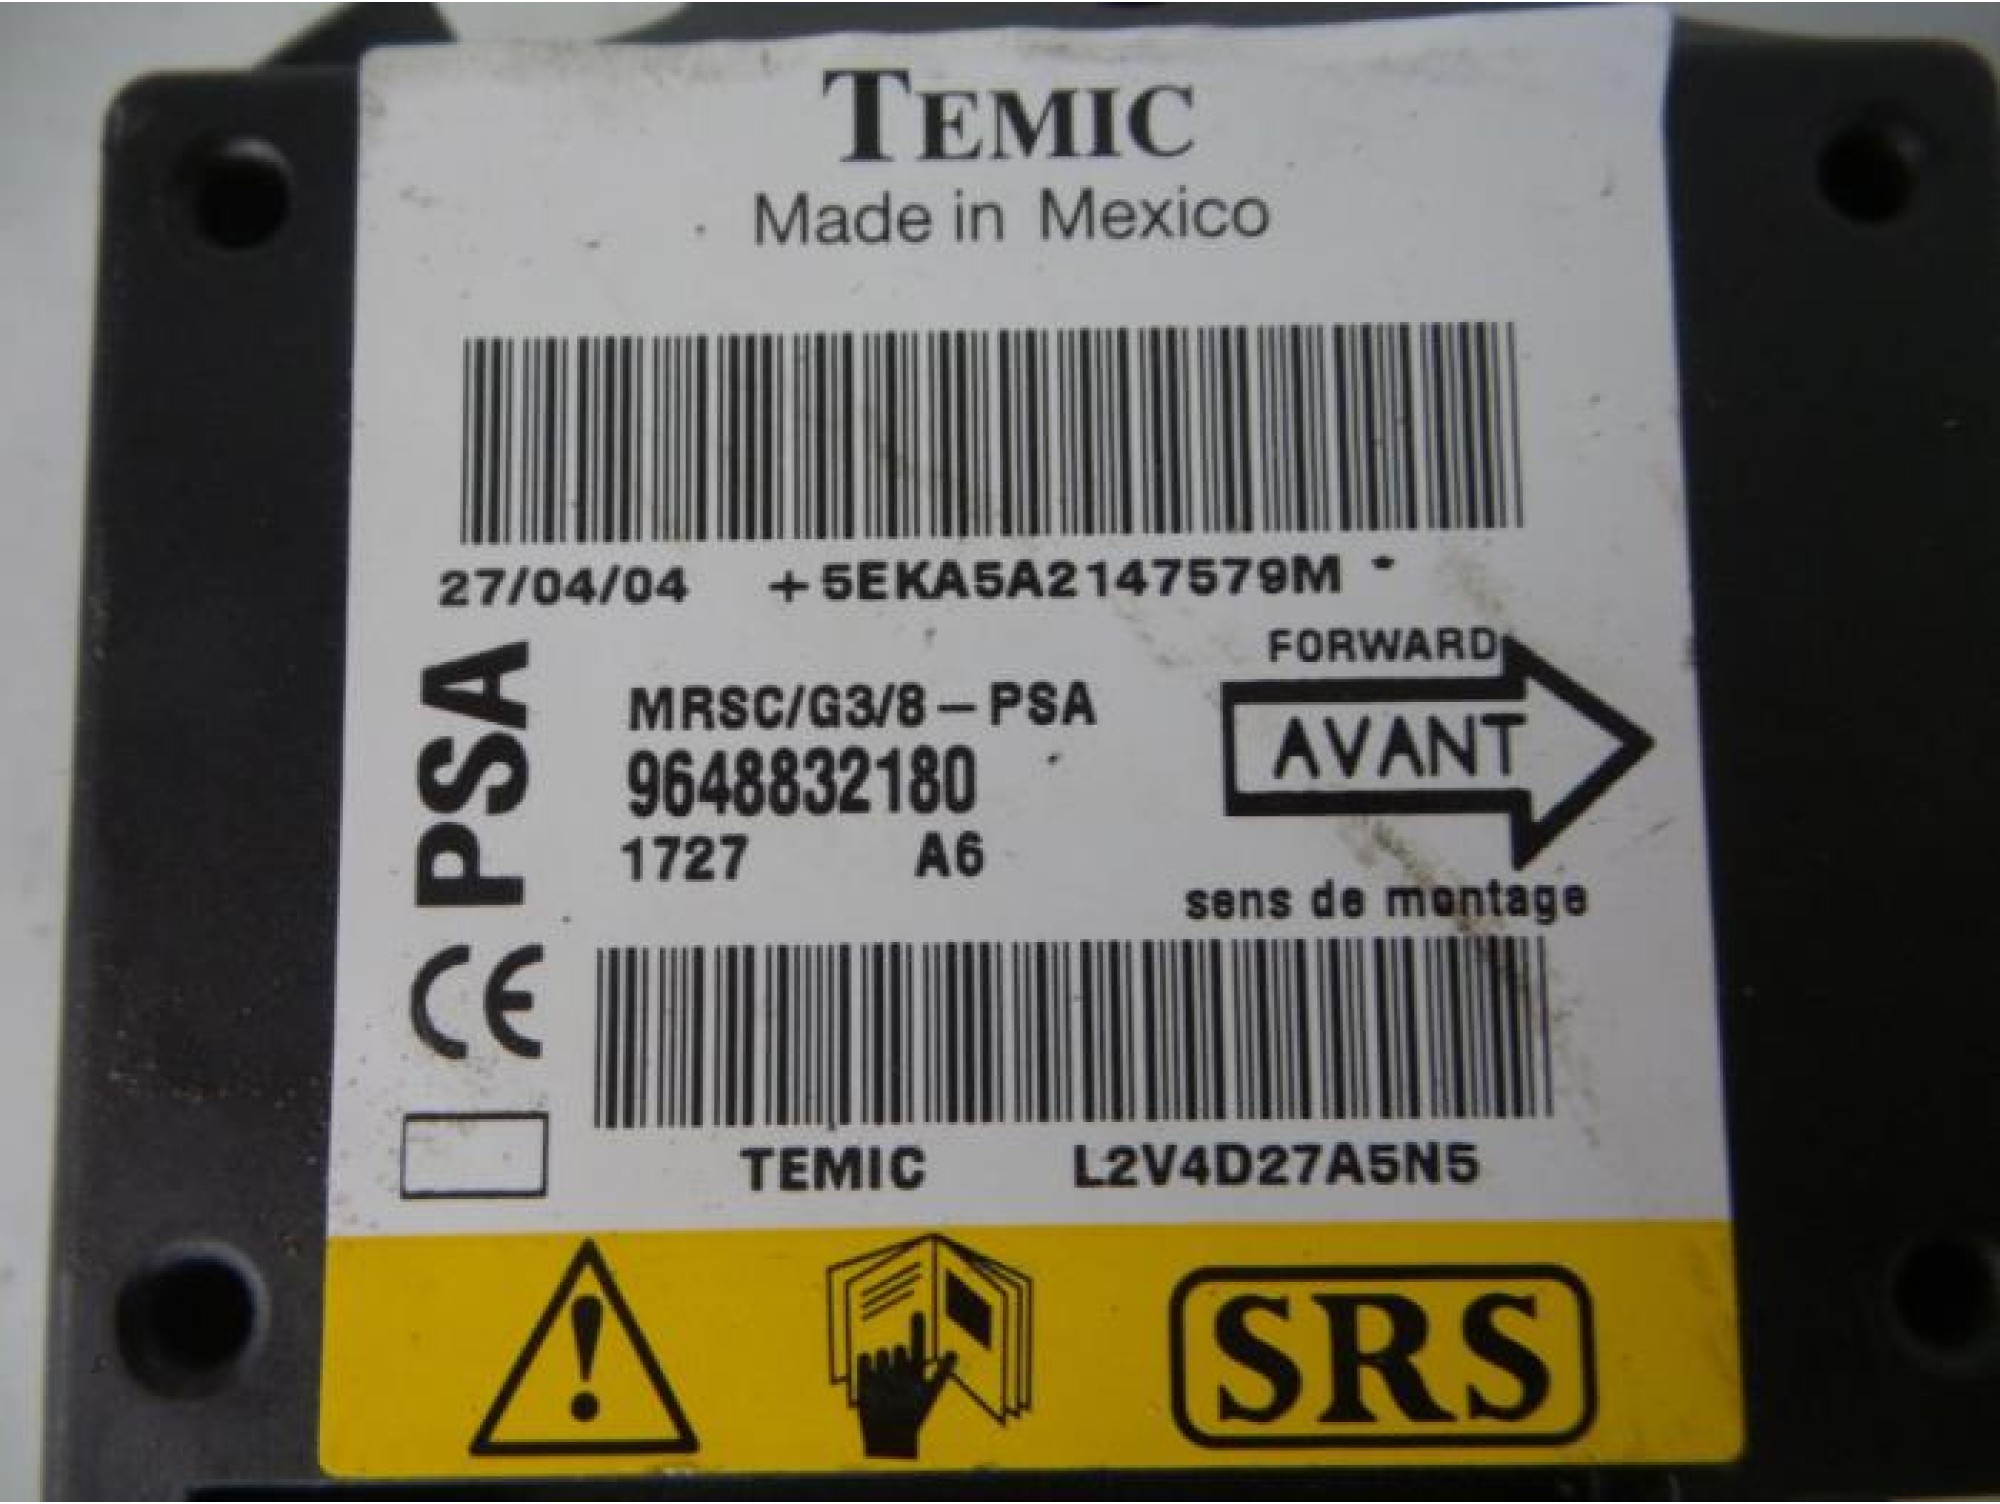 TEMIC
Made in Mexico
27/04/04 +5EKA5A2147579M *
PSA
MRSC/G3/8-PSA
9648832180
1727 A6
FORWARD
AVANT
sens de montage
CE
TEMIC L2V4D27A5N5
SRS